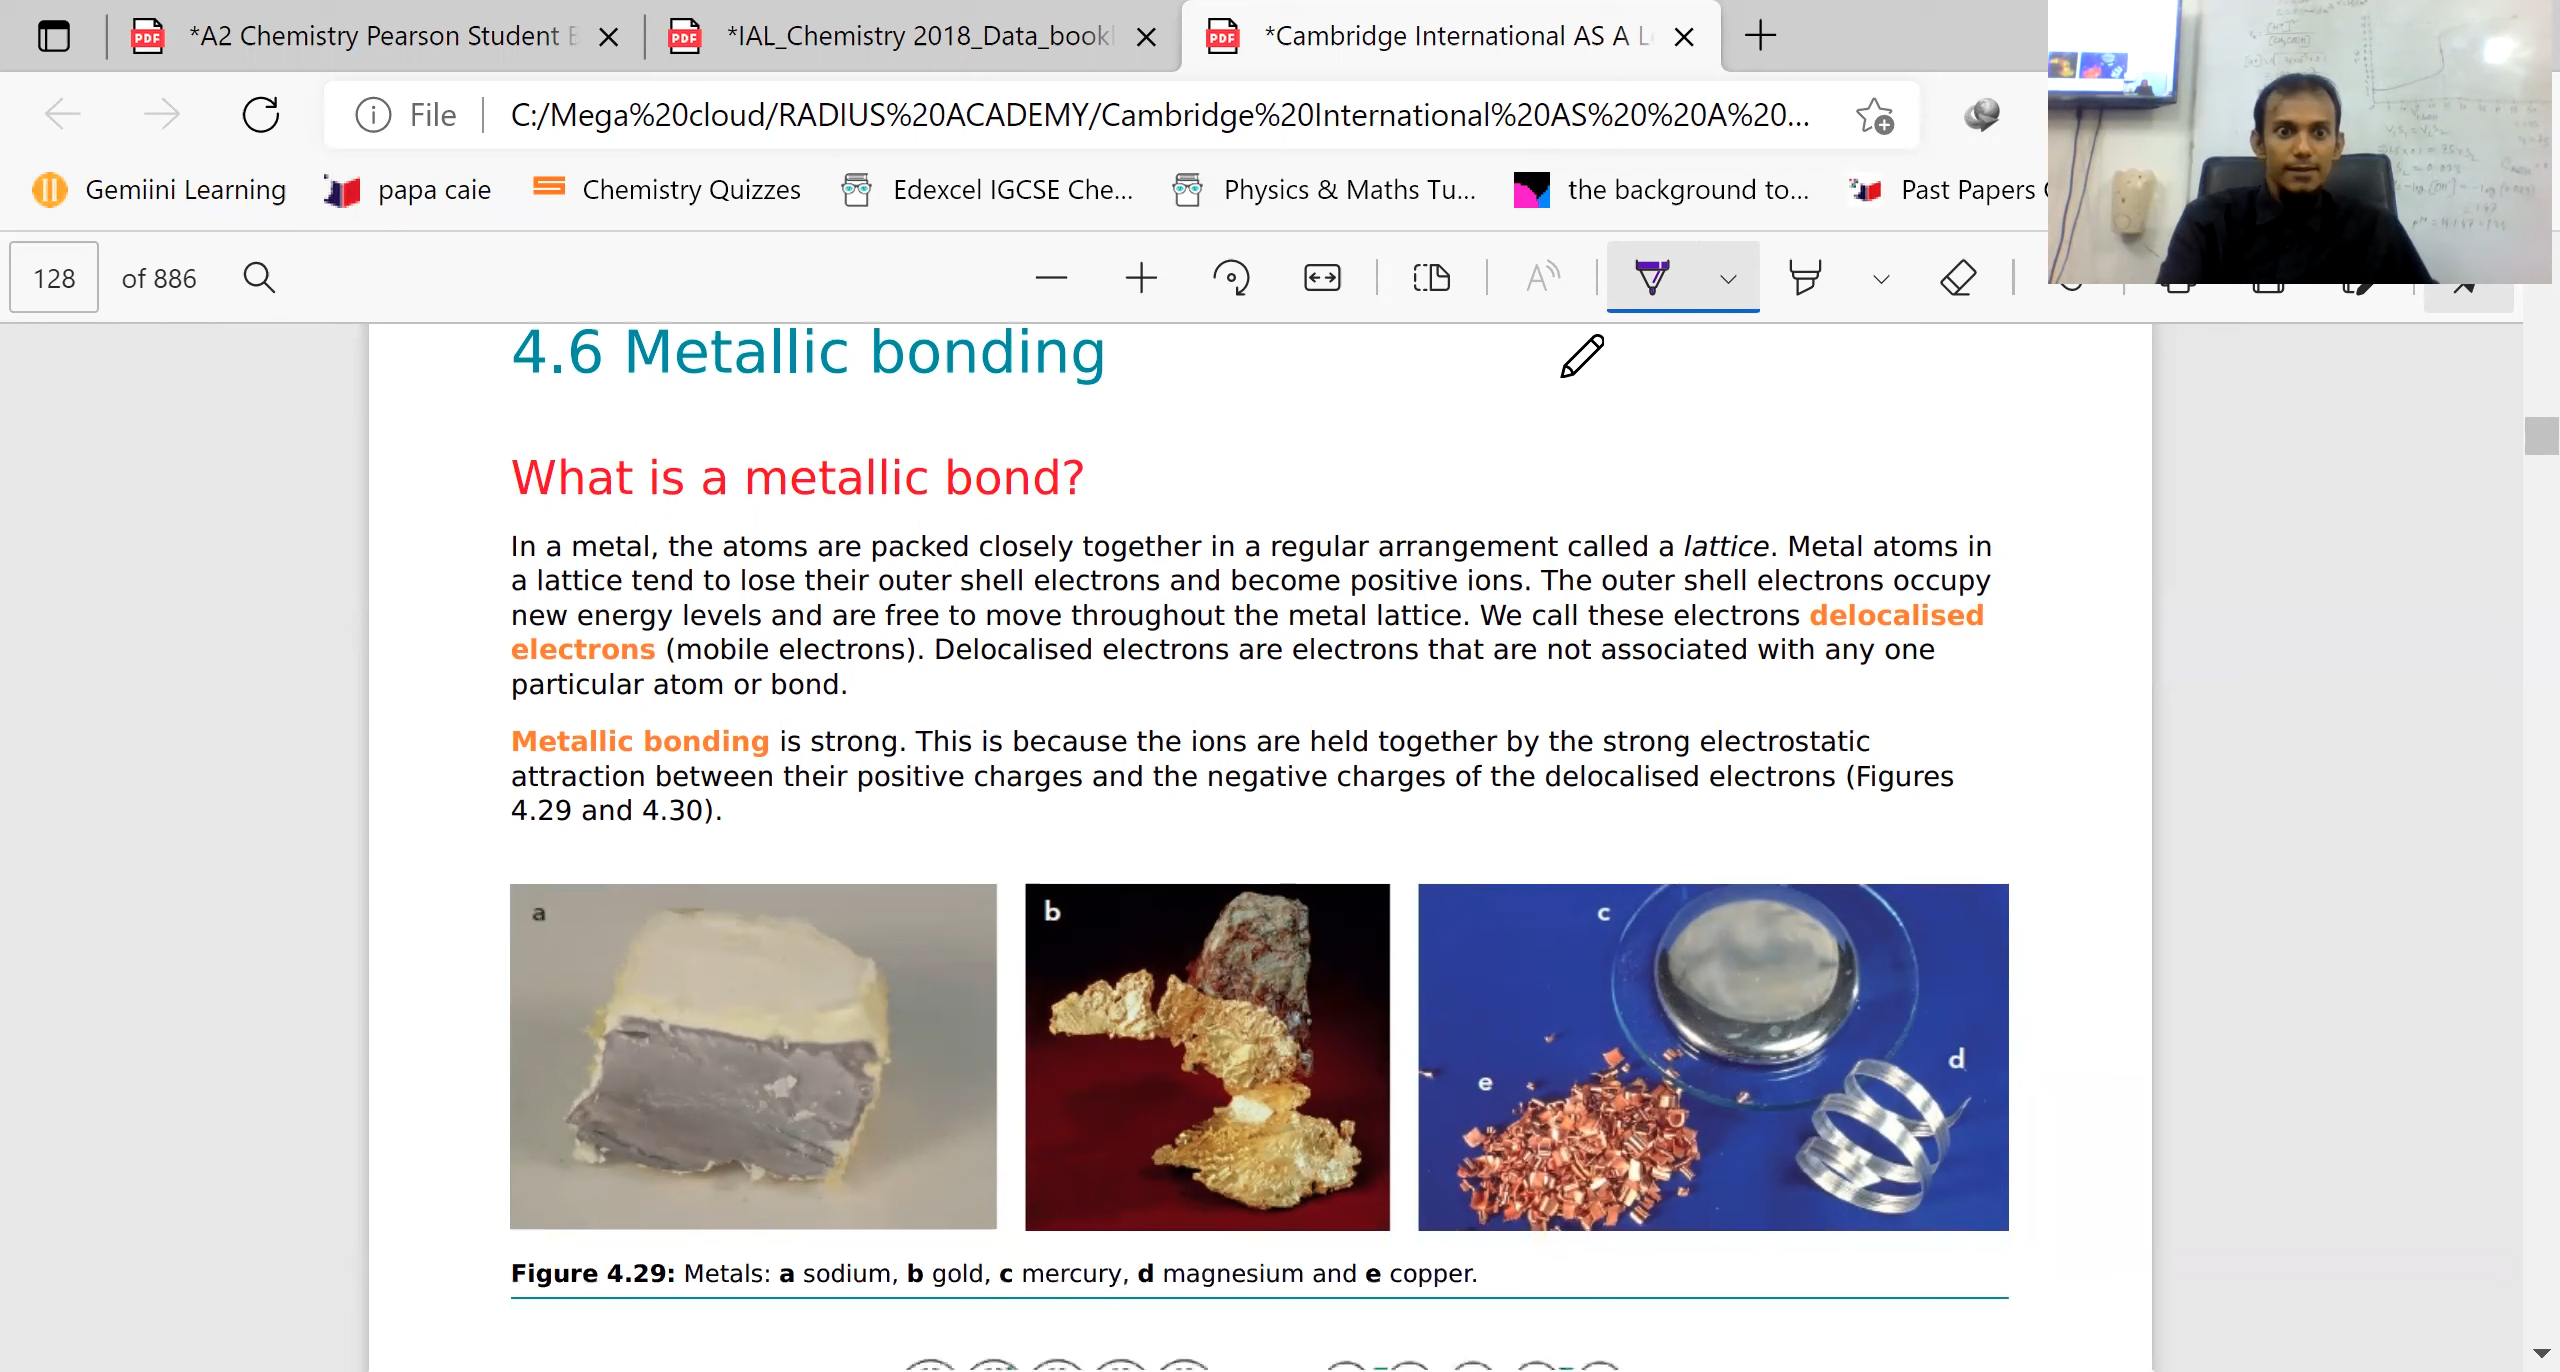 *A2 Chemistry Pearson Student B
*IAL_Chemistry 2018_Data_bookl
*Cambridge International AS A L
File
C:/Mega%20cloud/RADIUS%20ACADEMY/Cambridge%20International%20AS%20%20A%20...
Gemiini Learning
papa caie
Chemistry Quizzes
Edexcel IGCSE Che...
Physics & Maths Tu...
the background to...
Past Papers
128 of 886
4.6 Metallic bonding
What is a metallic bond?
In a metal, the atoms are packed closely together in a regular arrangement called a lattice. Metal atoms in
a lattice tend to lose their outer shell electrons and become positive ions. The outer shell electrons occupy
new energy levels and are free to move throughout the metal lattice. We call these electrons delocalised
electrons (mobile electrons). Delocalised electrons are electrons that are not associated with any one
particular atom or bond.
Metallic bonding is strong. This is because the ions are held together by the strong electrostatic
attraction between their positive charges and the negative charges of the delocalised electrons (Figures
4.29 and 4.30).
a
b
c
d
e
Figure 4.29: Metals: a sodium, b gold, c mercury, d magnesium and e copper.